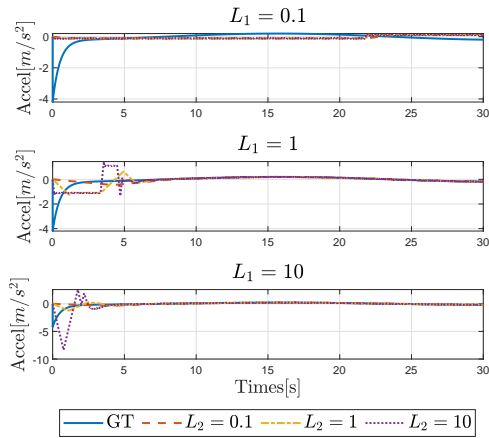 L₁ = 0.1
Accel[m/s²]
0
-2
-4
0 5 10 15 20 25 30
L₁ = 1
Accel[m/s²]
0
-2
-4
0 5 10 15 20 25 30
L₁ = 10
Accel[m/s²]
0
-5
-10
0 5 10 15 20 25 30
Times[s]
GT L₂ = 0.1 L₂ = 1 L₂ = 10